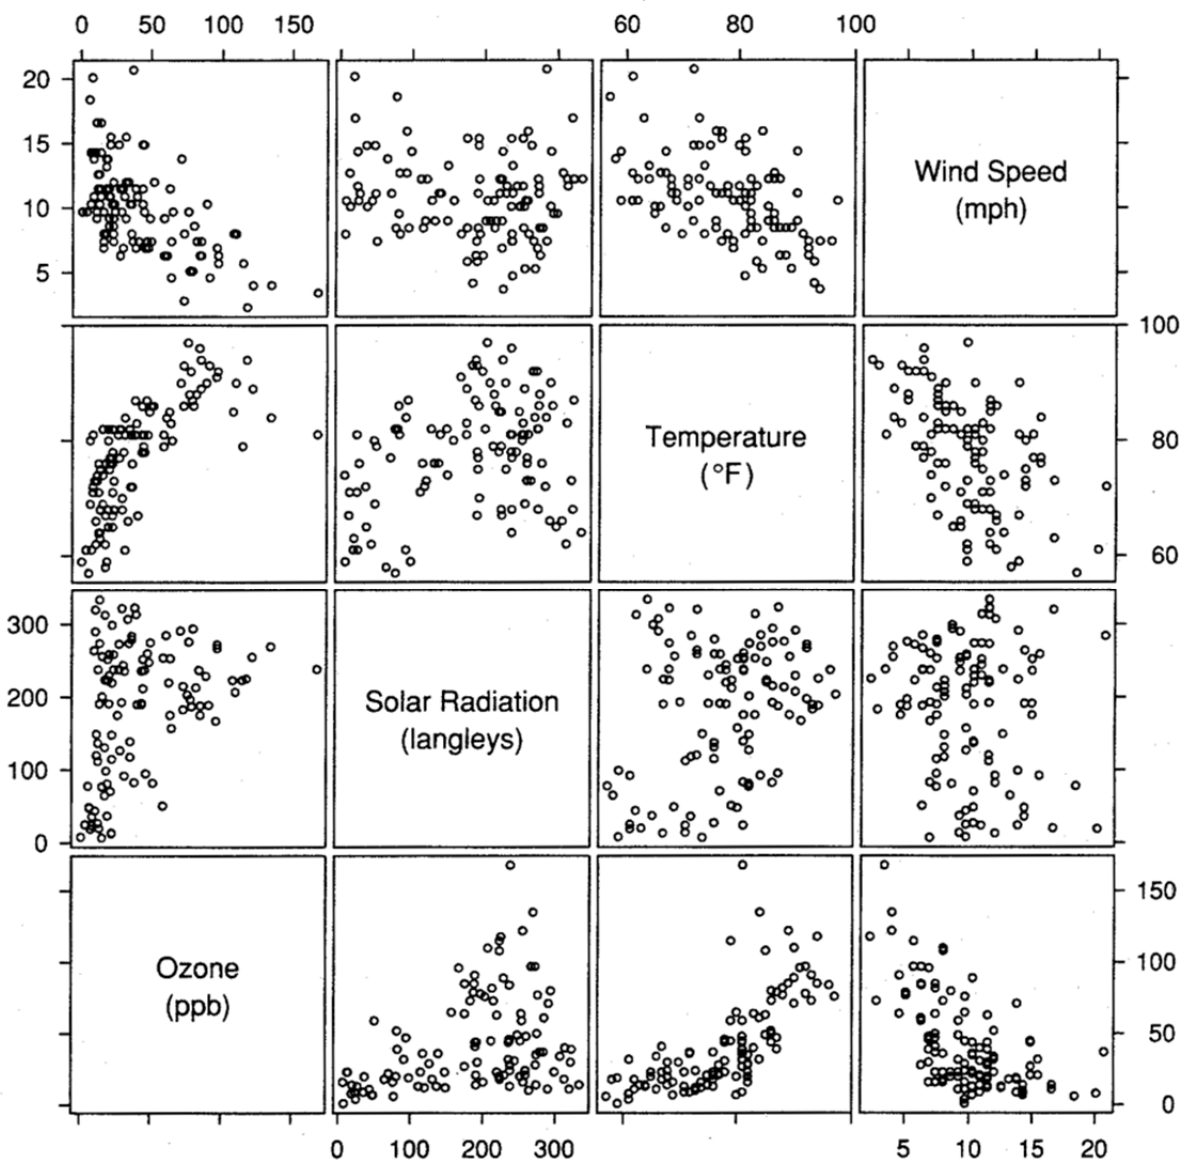 0 50 100 150 60 80 100
20
15
10
5
Wind Speed
(mph)
100
80
60
Temperature
(°F)
300
200
100
0
Solar Radiation
(langleys)
150
100
50
0
Ozone
(ppb)
0 100 200 300 5 10 15 20